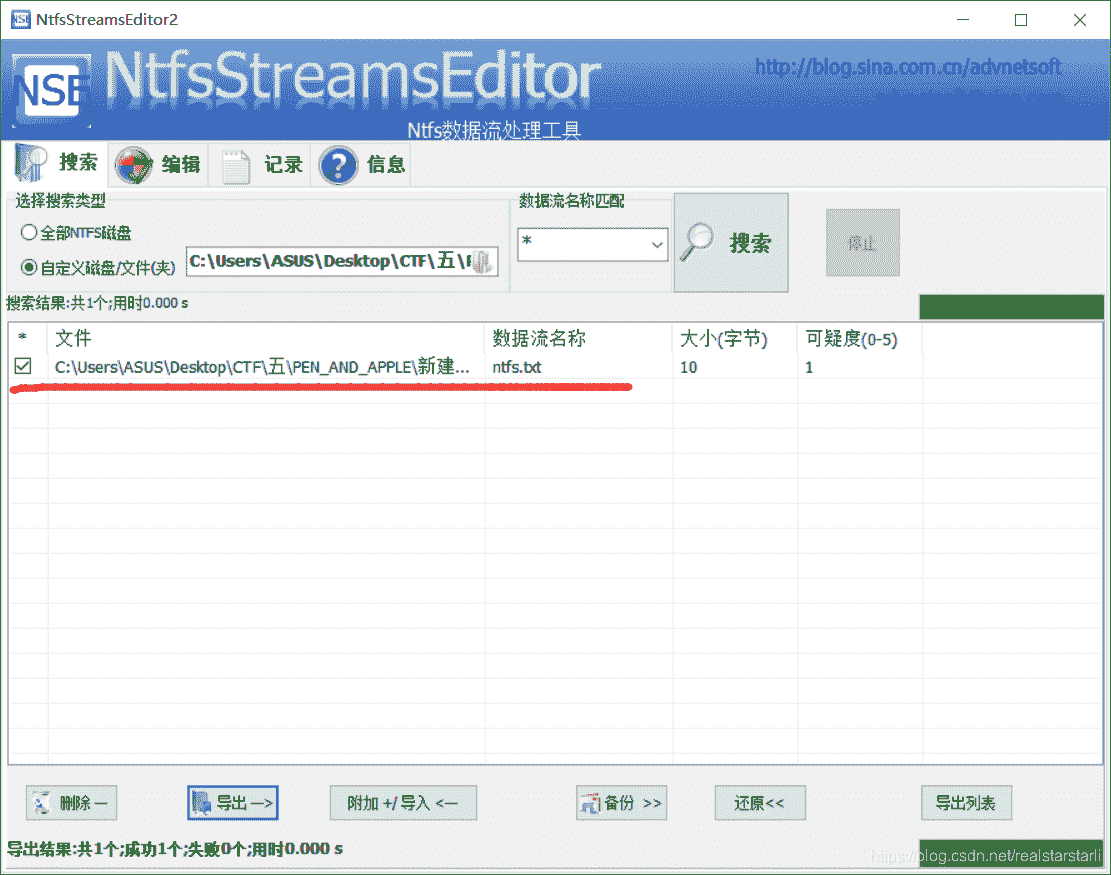 NSE NtfsStreamsEditor2
NSE NtfsStreamsEditor
http://blog.sina.com.cn/advnetsoft
Ntfs数据流处理工具
搜索 编辑 记录 信息
选择搜索类型 数据流名称匹配
全部NTFS磁盘
* 搜索 停止
自定义磁盘/文件(夹) C:\Users\ASUS\Desktop\CTF\五\
搜索结果:共1个;用时0.000 s
* 文件 数据流名称 大小(字节) 可疑度(0-5)
C:\Users\ASUS\Desktop\CTF\五\PEN_AND_APPLE\新建... ntfs.txt 10 1
删除 — 导出 —> 附加 +/ 导入 <— 备份 >> 还原<< 导出列表
导出结果:共1个;成功1个;失败0个;用时0.000 s
https://blog.csdn.net/realstarstarli